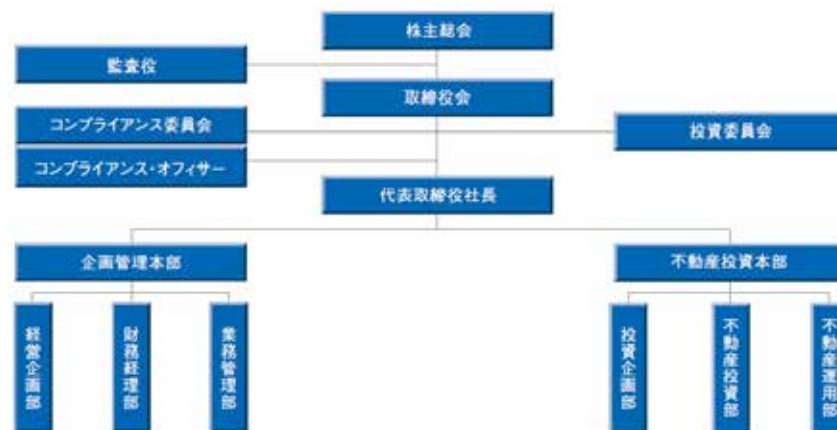 株主総会
監査役
取締役会
コンプライアンス委員会
投資委員会
コンプライアンス・オフィサー
代表取締役社長
企画管理本部
不動産投資本部
経営企画部
財務経理部
業務管理部
投資企画部
不動産投資部
不動産運用部